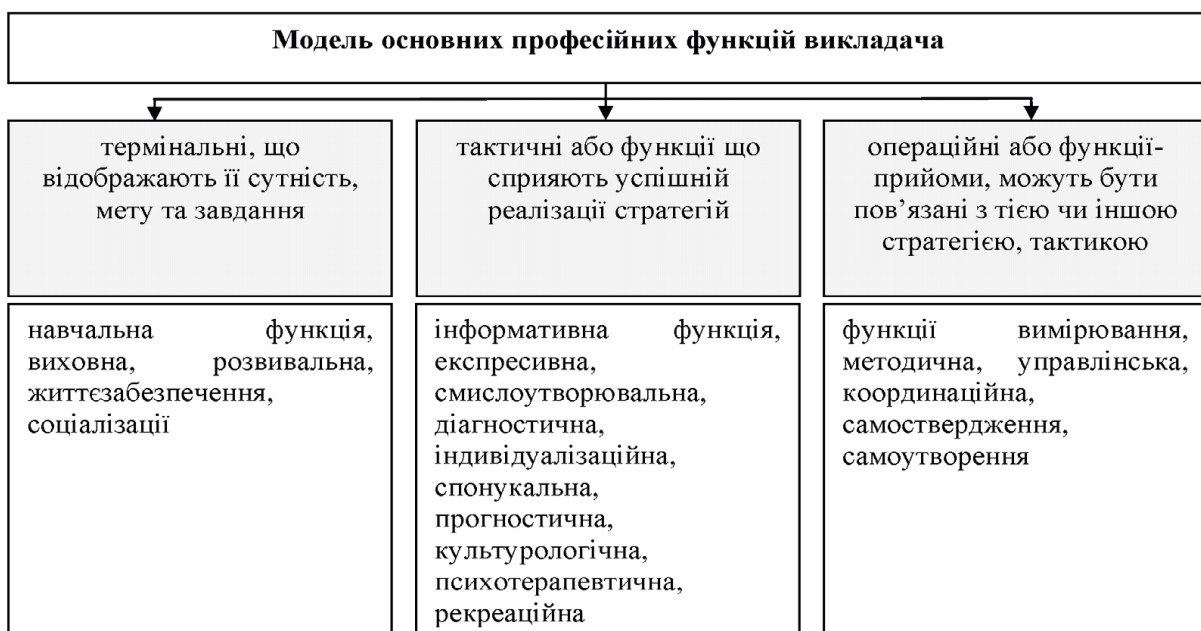 Модель основних професійних функцій викладача
термінальні, що
відображають її сутність,
мету та завдання
тактичні або функції що
сприяють успішній
реалізації стратегій
операційні або функції-
прийоми, можуть бути
пов’язані з тією чи іншою
стратегією, тактикою
навчальна функція,
виховна, розвивальна,
життєзабезпечення,
соціалізації
інформативна функція,
експресивна,
смислоутворювальна,
діагностична,
індивідуалізаційна,
спонукальна,
прогностична,
культурологічна,
психотерапевтична,
рекреаційна
функції вимірювання,
методична, управлінська,
координаційна,
самоствердження,
самоутворення